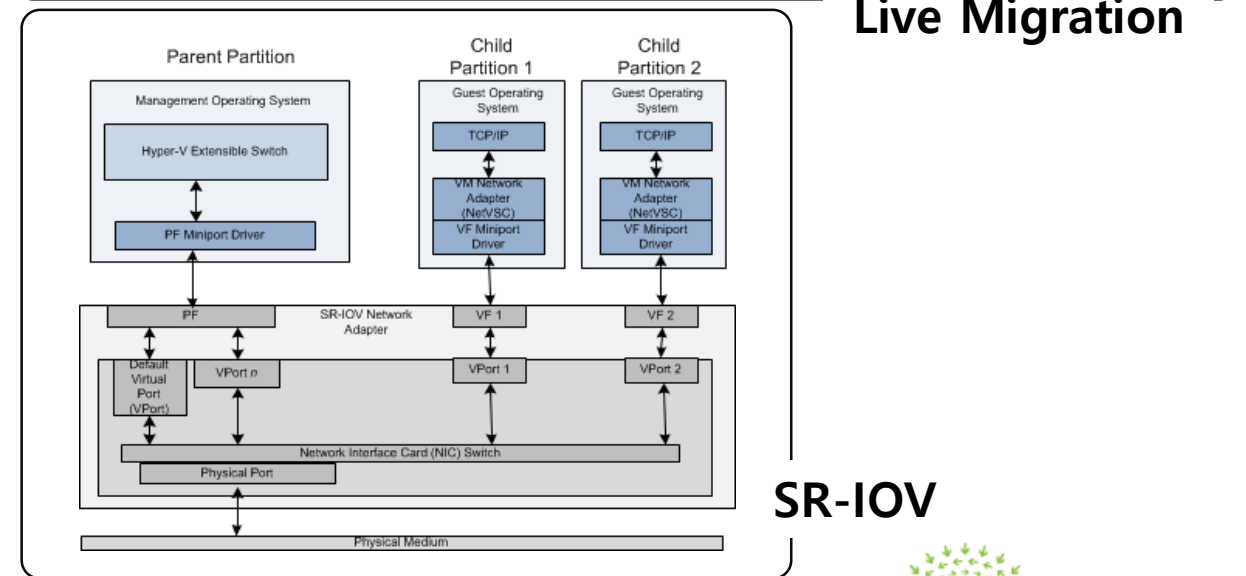 Live Migration
Parent Partition
Child
Partition 1
Child
Partition 2
Management Operating System
Hyper-V Extensible Switch
PF Miniport Driver
Guest Operating
System
TCP/IP
VM Network
Adapter
(NetVSC)
VF Miniport
Driver
Guest Operating
System
TCP/IP
VM Network
Adapter
(NetVSC)
VF Miniport
Driver
PF
SR-IOV Network
Adapter
VF 1
VF 2
Default
Virtual
Port
(VPort)
VPort n
VPort 1
VPort 2
Network Interface Card (NIC) Switch
Physical Port
Physical Medium
SR-IOV